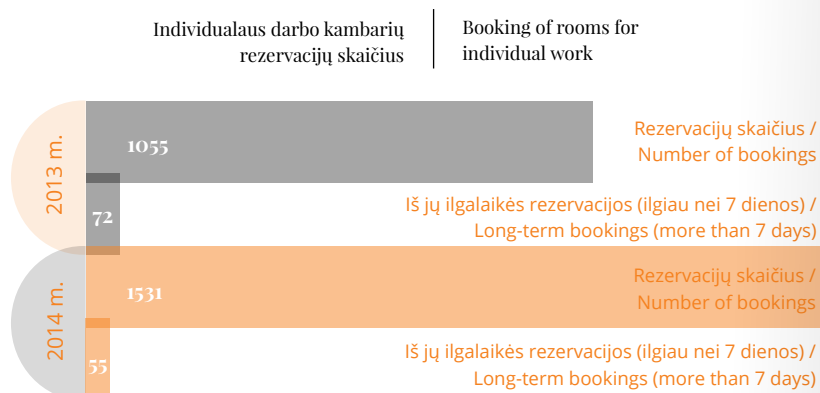 Individualaus darbo kambarių
rezervacijų skaičius
Booking of rooms for
individual work
2013 m.
1055
Rezervacijų skaičius /
Number of bookings
72
Iš jų ilgalaikės rezervacijos (ilgiau nei 7 dienos) /
Long-term bookings (more than 7 days)
2014 m.
1531
Rezervacijų skaičius /
Number of bookings
55
Iš jų ilgalaikės rezervacijos (ilgiau nei 7 dienos) /
Long-term bookings (more than 7 days)